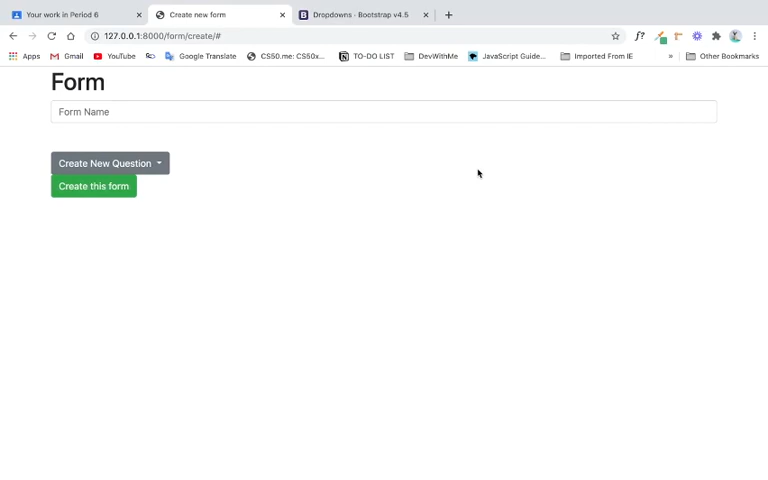 Your work in Period 6
Create new form
Dropdowns · Bootstrap v4.5
127.0.0.1:8000/form/create/#
f?
Apps
Gmail
YouTube
Google Translate
CS50.me: CS50x...
TO-DO LIST
DevWithMe
JavaScript Guide...
Imported From IE
»
Other Bookmarks
Form
Form Name
Create New Question
Create this form